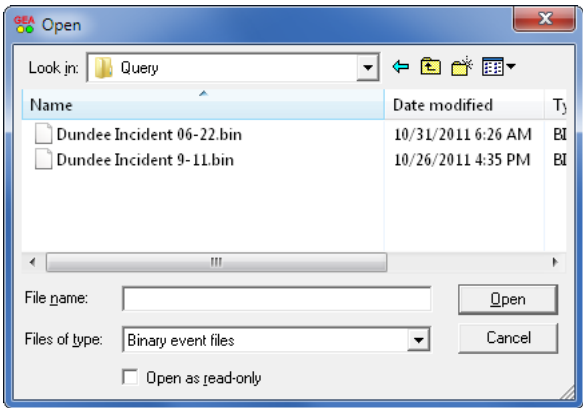 GEA Open
Look in: Query
Name Date modified Ty
Dundee Incident 06-22.bin 10/31/2011 6:26 AM BI
Dundee Incident 9-11.bin 10/26/2011 4:35 PM BI
File name: Open
Files of type: Binary event files Cancel
Open as read-only